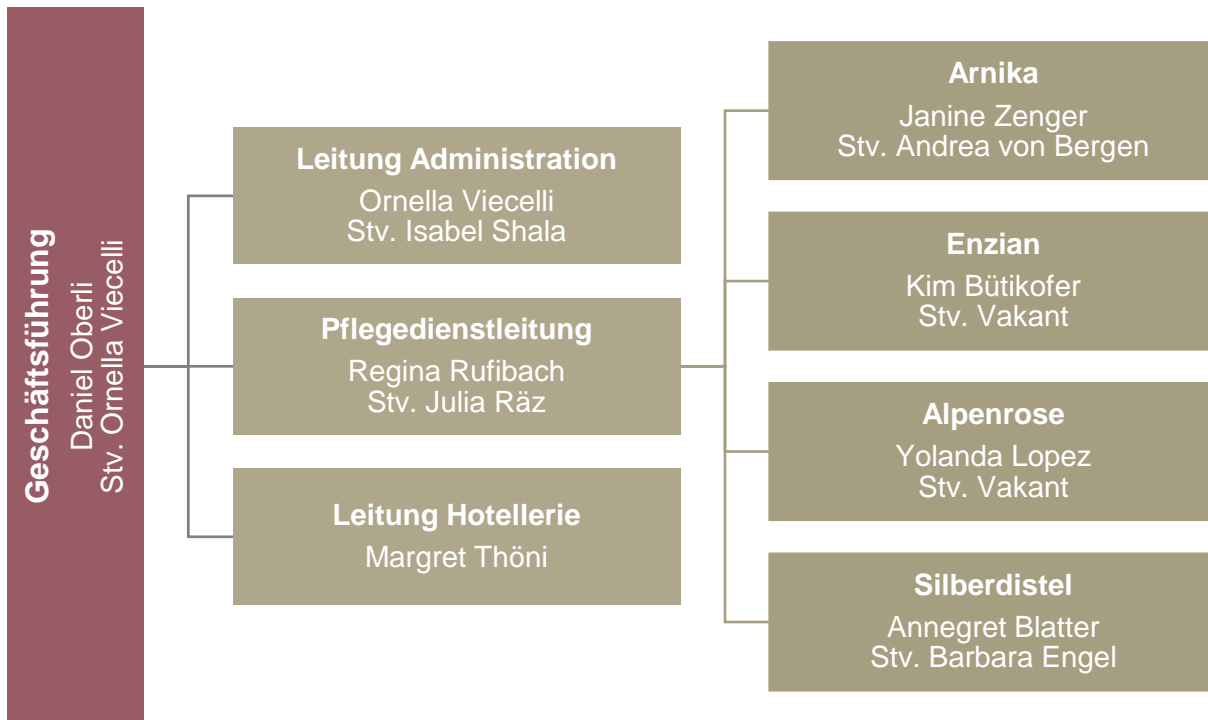 Geschäftsführung
Daniel Oberli
Stv. Ornella Viecelli
Leitung Administration
Ornella Viecelli
Stv. Isabel Shala
Pflegedienstleitung
Regina Rufibach
Stv. Julia Räz
Leitung Hotellerie
Margret Thöni
Arnika
Janine Zenger
Stv. Andrea von Bergen
Enzian
Kim Bütikofer
Stv. Vakant
Alpenrose
Yolanda Lopez
Stv. Vakant
Silberdistel
Annegret Blatter
Stv. Barbara Engel